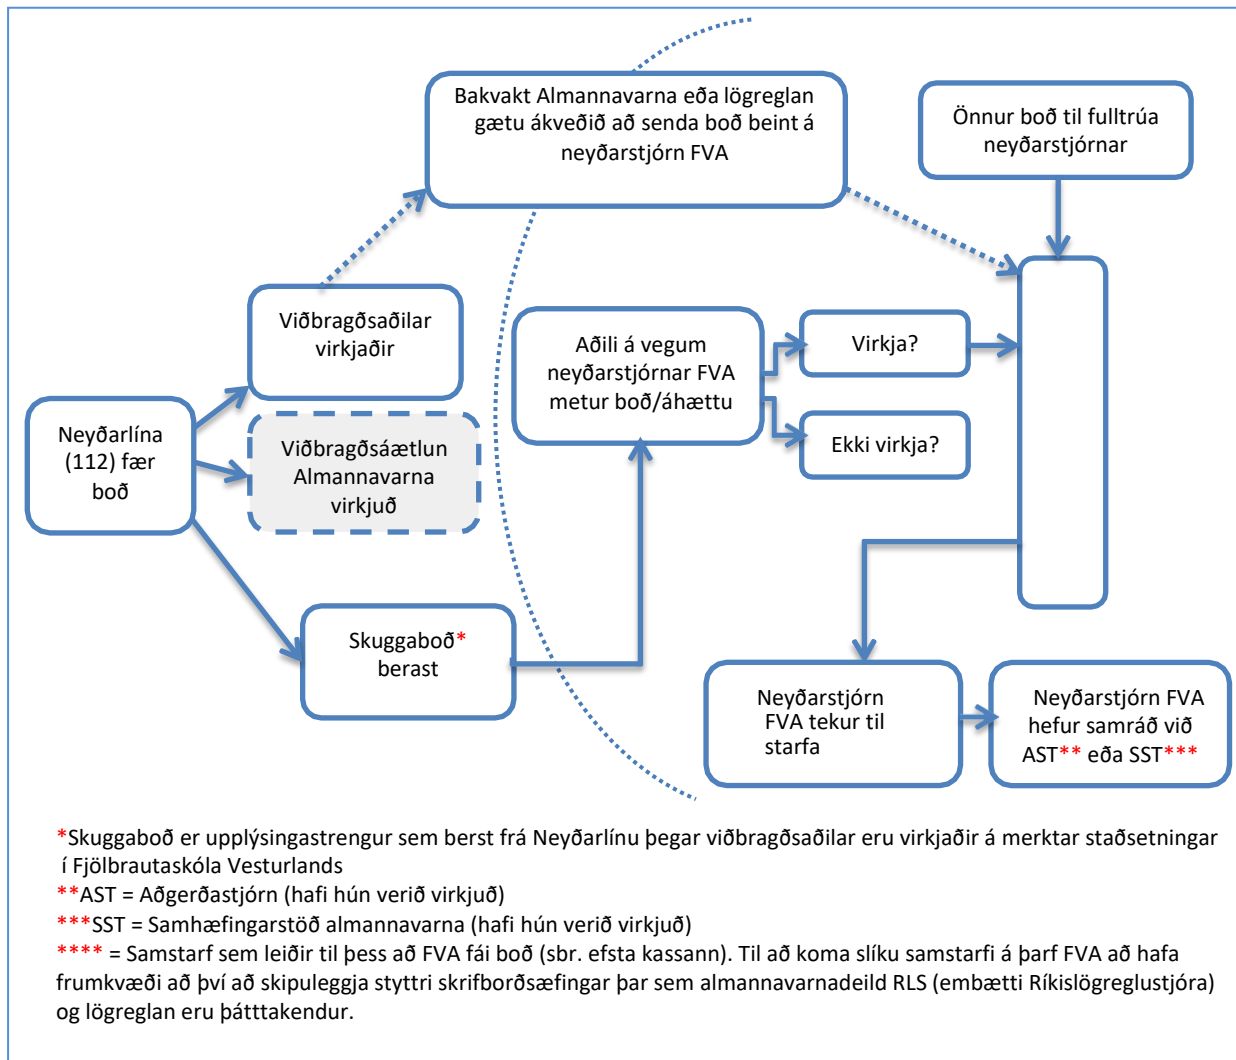 Bakvakt Almannavarna eða lögreglan
gætu ákveðið að senda boð beint á
neyðarstjórn FVA
Önnur boð til fulltrúa
neyðarstjórnar
Viðbragðsaðilar
virkjaðir
Aðili á vegum
neyðarstjórnar FVA
metur boð/áhættu
Virkja?
Ekki virkja?
Neyðarlína
(112) fær
boð
Viðbragðsáætlun
Almannavarna
virkjuð
Skuggaboð*
berast
Neyðarstjórn
FVA tekur til
starfa
Neyðarstjórn FVA
hefur samráð við
AST** eða SST***
*Skuggaboð er upplýsingastrengur sem berst frá Neyðarlínu þegar viðbragðsaðilar eru virkjaðir á merktar staðsetningar
í Fjölbrautaskóla Vesturlands
**AST = Aðgerðastjórn (hafi hún verið virkjuð)
***SST = Samhæfingarstöð almannavarna (hafi hún verið virkjuð)
**** = Samstarf sem leiðir til þess að FVA fái boð (sbr. efsta kassann). Til að koma slíku samstarfi á þarf FVA að hafa
frumkvæði að því að skipuleggja styttri skrifborðsæfingar þar sem almannavarnadeild RLS (embætti Ríkislögreglustjóra)
og lögreglan eru þátttakendur.